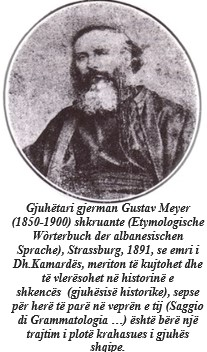 Gjuhëtari gjerman Gustav Meyer
(1850-1900) shkruante (Etymologische
Wörterbuch der albanesischen
Sprache), Strassburg, 1891, se emri i
Dh.Kamardës, meriton të kujtohet dhe
të vlerësohet në historinë e
shkencës (gjuhësisë historike), sepse
për herë të parë në veprën e tij (Saggio
di Grammatologia ...) është bërë një
trajtim i plotë krahasues i gjuhës
shqipe.